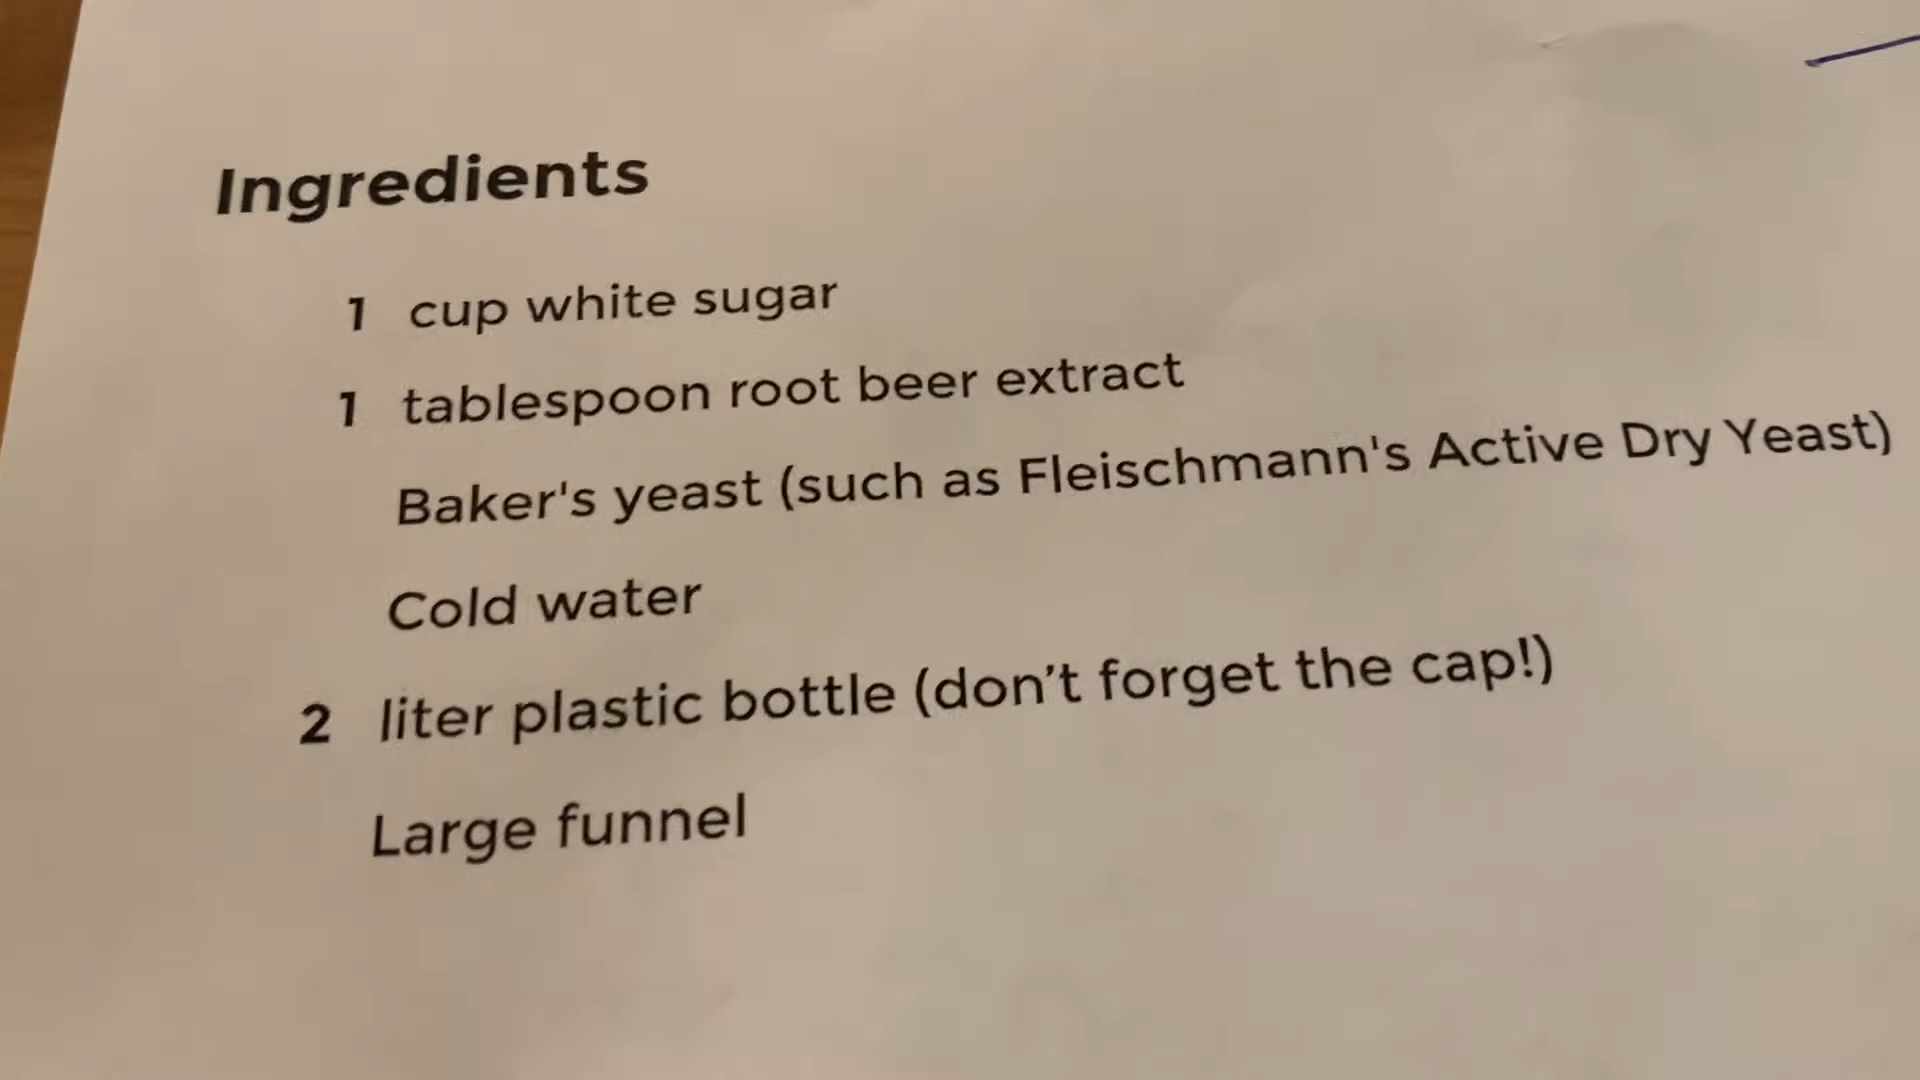 Ingredients
1 cup white sugar
1 tablespoon root beer extract
Baker's yeast (such as Fleischmann's Active Dry Yeast)
Cold water
2 liter plastic bottle (don’t forget the cap!)
Large funnel